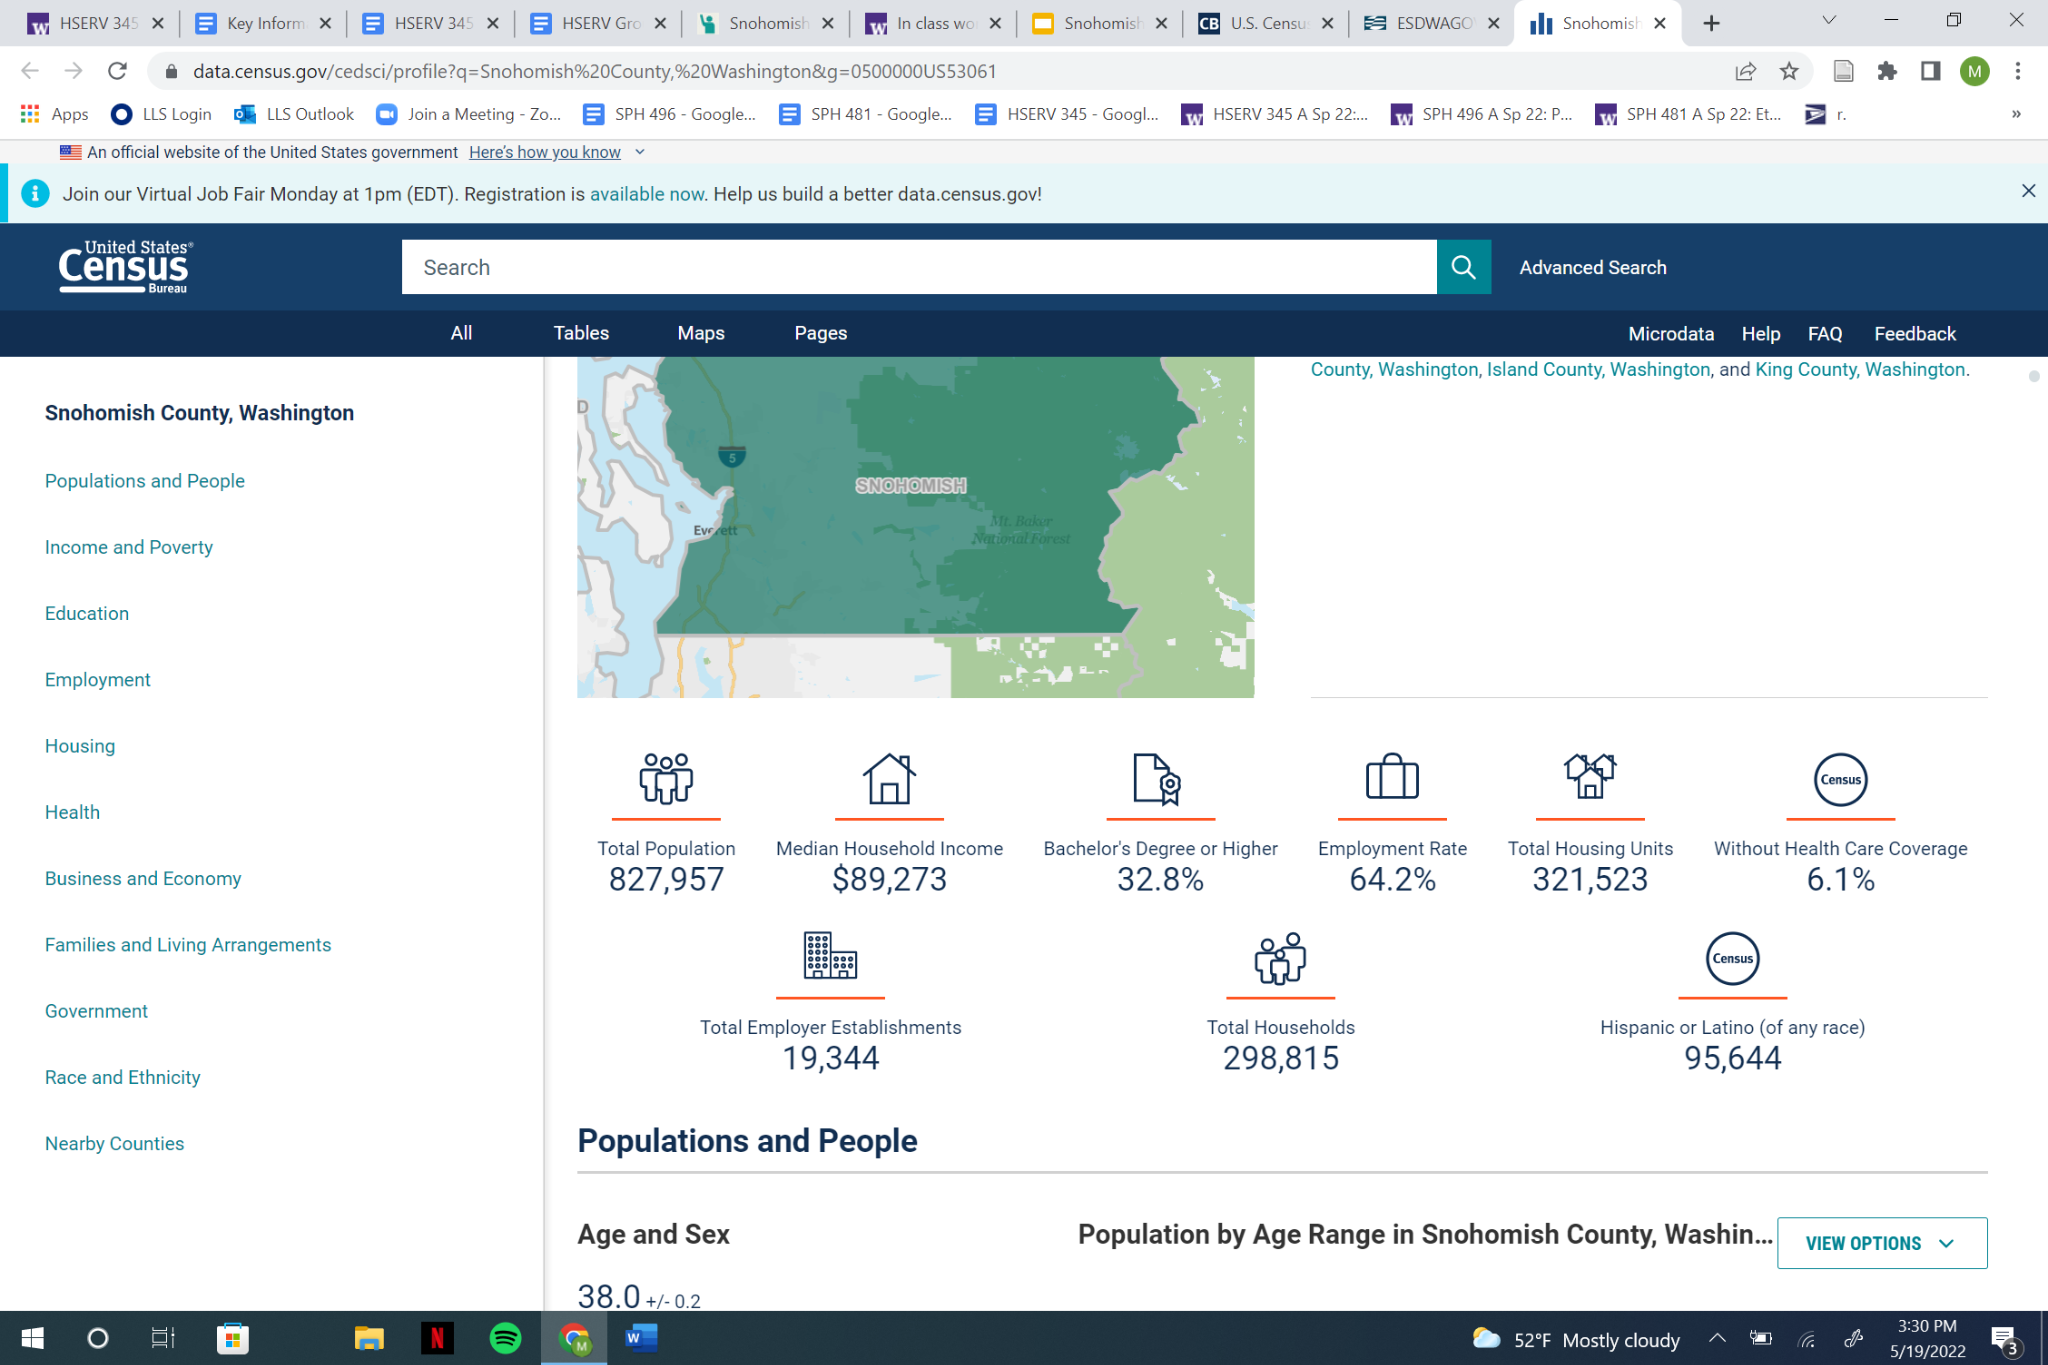 HSERV 345
Key Inform
HSERV 345
HSERV Gro
Snohomish
In class wo
Snohomish
CB U.S. Censu
ESDWAGO
Snohomish
data.census.gov/cedsci/profile?q=Snohomish%20County,%20Washington&g=0500000US53061
M
Apps
LLS Login
LLS Outlook
Join a Meeting - Zo...
SPH 496 - Google...
SPH 481 - Google...
HSERV 345 - Googl...
HSERV 345 A Sp 22:...
SPH 496 A Sp 22: P...
SPH 481 A Sp 22: Et...
r.
»
An official website of the United States government Here's how you know
Join our Virtual Job Fair Monday at 1pm (EDT). Registration is available now. Help us build a better data.census.gov!
United States®
Census
Bureau
Search
Advanced Search
All
Tables
Maps
Pages
Microdata
Help
FAQ
Feedback
Snohomish County, Washington
Populations and People
Income and Poverty
Education
Employment
Housing
Health
Business and Economy
Families and Living Arrangements
Government
Race and Ethnicity
Nearby Counties
D
5
SNOHOMISH
Everett
Mt. Baker
National Forest
County, Washington, Island County, Washington, and King County, Washington.
Total Population
827,957
Median Household Income
$89,273
Bachelor's Degree or Higher
32.8%
Employment Rate
64.2%
Total Housing Units
321,523
Census
Without Health Care Coverage
6.1%
Total Employer Establishments
19,344
Total Households
298,815
Census
Hispanic or Latino (of any race)
95,644
Populations and People
Age and Sex
38.0 +/- 0.2
Population by Age Range in Snohomish County, Washin...
VIEW OPTIONS
N
M
W
52°F Mostly cloudy
3:30 PM
5/19/2022
3